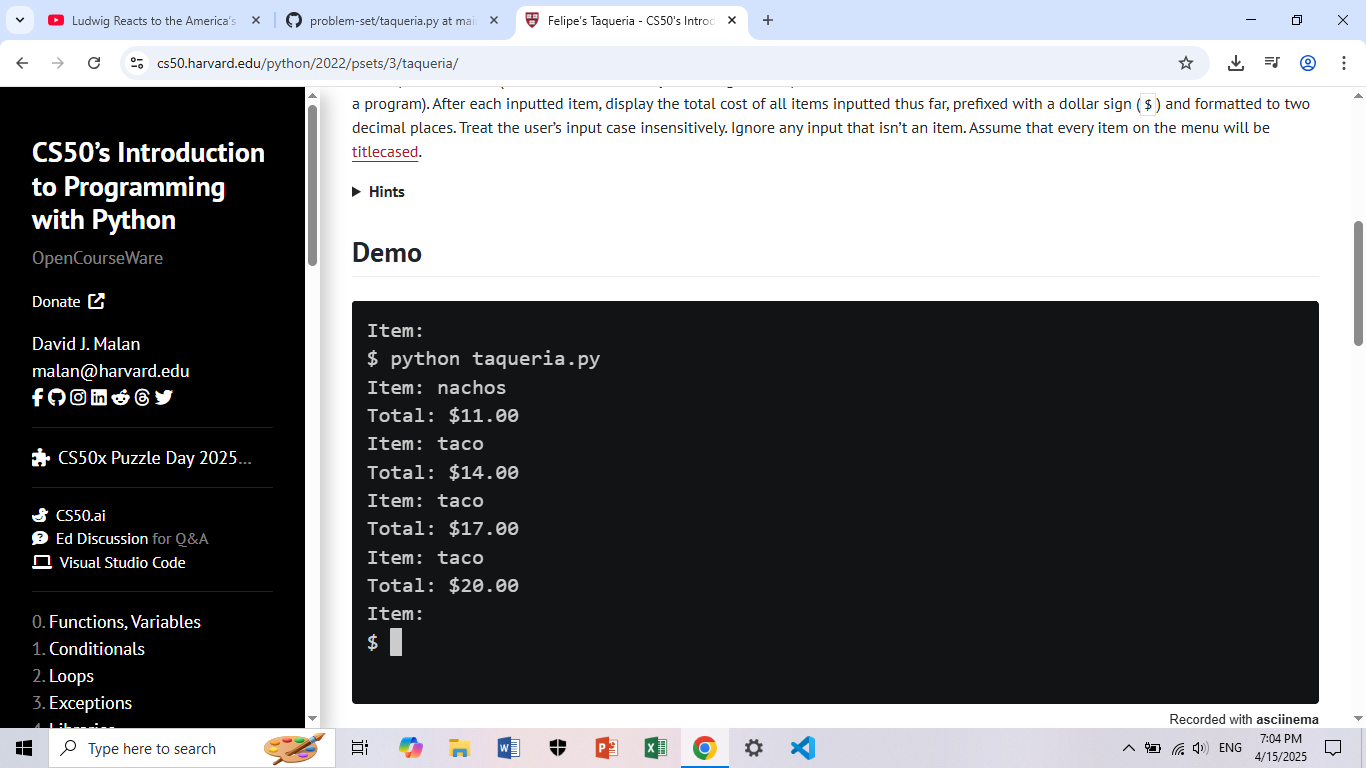 Ludwig Reacts to the America's
problem-set/taqueria.py at mai
Felipe's Taqueria - CS50's Introd
cs50.harvard.edu/python/2022/psets/3/taqueria/
CS50’s Introduction
to Programming
with Python
OpenCourseWare
Donate
David J. Malan
malan@harvard.edu
CS50x Puzzle Day 2025...
CS50.ai
Ed Discussion for Q&A
Visual Studio Code
0. Functions, Variables
1. Conditionals
2. Loops
3. Exceptions
a program). After each inputted item, display the total cost of all items inputted thus far, prefixed with a dollar sign ( $ ) and formatted to two
decimal places. Treat the user’s input case insensitively. Ignore any input that isn’t an item. Assume that every item on the menu will be
titlecased.
Hints
Demo
Item:
$ python taqueria.py
Item: nachos
Total: $11.00
Item: taco
Total: $14.00
Item: taco
Total: $17.00
Item: taco
Total: $20.00
Item:
$
Recorded with asciinema
Type here to search
ENG
7:04 PM
4/15/2025